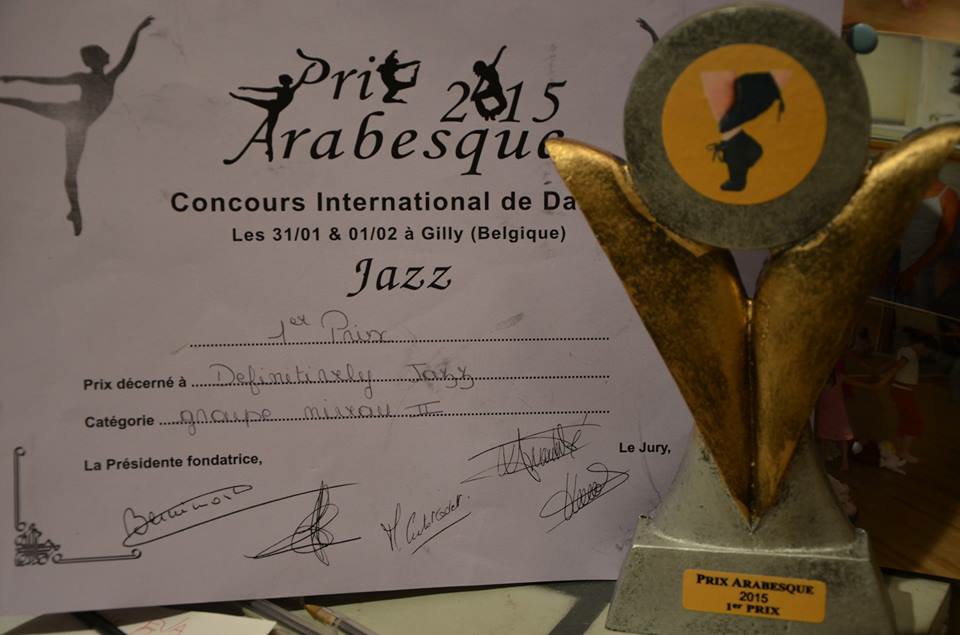 Prix 2015
Arabesque
Concours International de Da
Les 31/01 & 01/02 à Gilly (Belgique)
Jazz
1er Prix
Prix décerné à Definitively Jazz
Catégorie groupe niveau II
La Présidente fondatrice,
Le Jury,
PRIX ARABESQUE
2015
1er PRIX
EVA